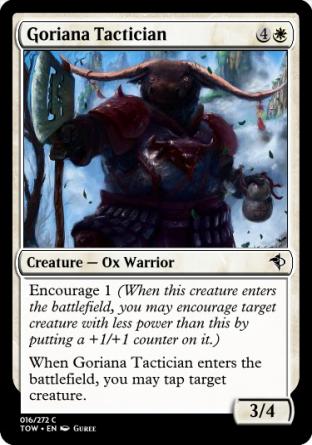 Goriana Tactician 4
Creature — Ox Warrior
Encourage 1 (When this creature enters
the battlefield, you may encourage target
creature with less power than this by
putting a +1/+1 counter on it.)
When Goriana Tactician enters the
battlefield, you may tap target
creature.
3/4
016/272 C
TOW • EN Guree